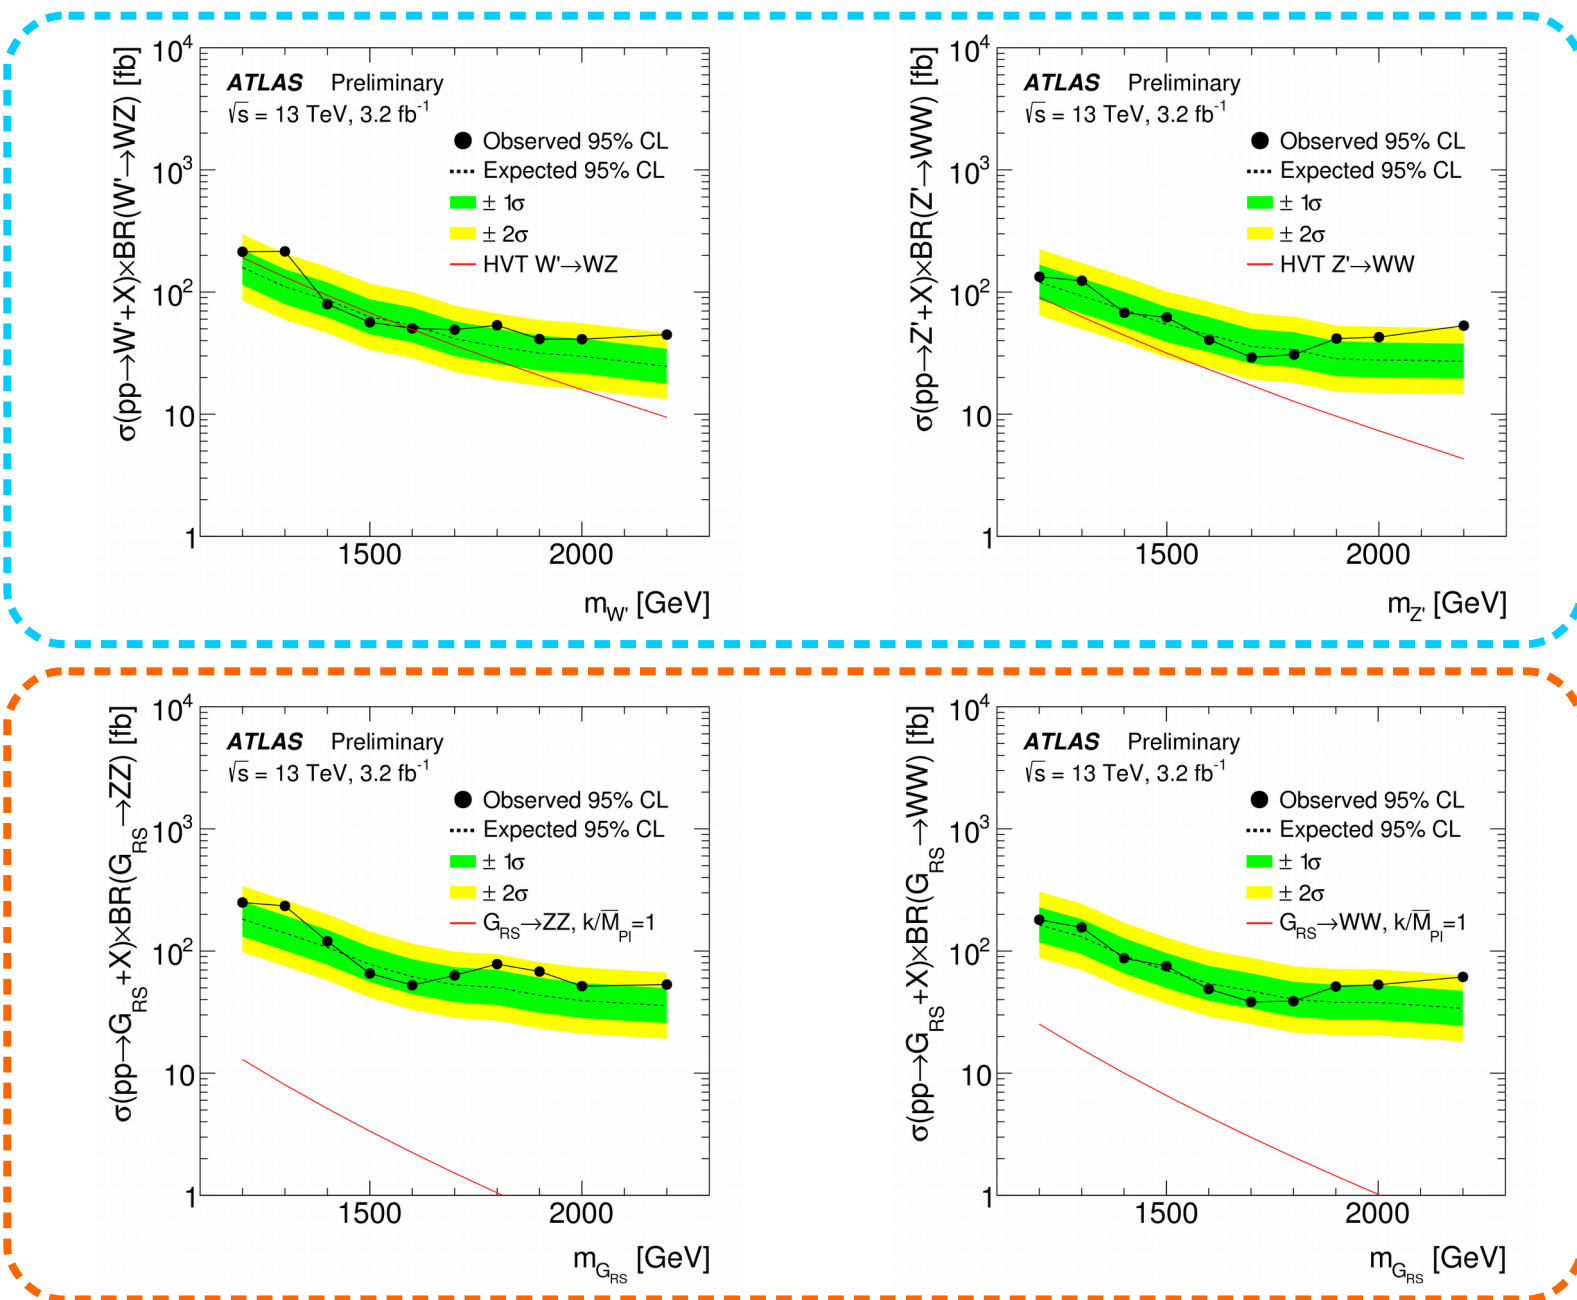 σ(pp→W'+X)×BR(W'→WZ) [fb]
10⁴
10³
10²
10
1
ATLAS Preliminary
√s = 13 TeV, 3.2 fb⁻¹
Observed 95% CL
Expected 95% CL
± 1σ
± 2σ
HVT W'→WZ
1500 2000
m_W' [GeV]
σ(pp→Z'+X)×BR(Z'→WW) [fb]
10⁴
10³
10²
10
1
ATLAS Preliminary
√s = 13 TeV, 3.2 fb⁻¹
Observed 95% CL
Expected 95% CL
± 1σ
± 2σ
HVT Z'→WW
1500 2000
m_Z' [GeV]
σ(pp→G_RS+X)×BR(G_RS→ZZ) [fb]
10⁴
10³
10²
10
1
ATLAS Preliminary
√s = 13 TeV, 3.2 fb⁻¹
Observed 95% CL
Expected 95% CL
± 1σ
± 2σ
G_RS→ZZ, k/M̅_Pl=1
1500 2000
m_G_RS [GeV]
σ(pp→G_RS+X)×BR(G_RS→WW) [fb]
10⁴
10³
10²
10
1
ATLAS Preliminary
√s = 13 TeV, 3.2 fb⁻¹
Observed 95% CL
Expected 95% CL
± 1σ
± 2σ
G_RS→WW, k/M̅_Pl=1
1500 2000
m_G_RS [GeV]